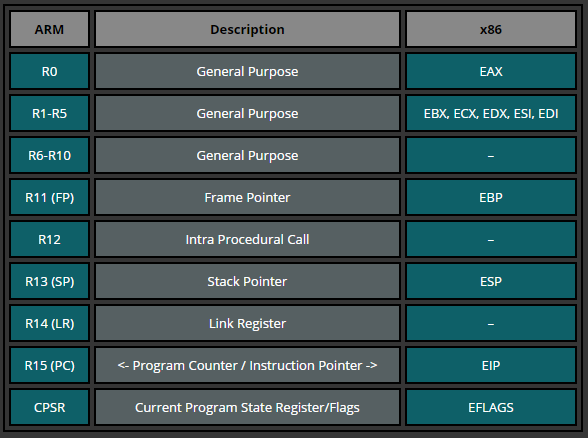 ARM Description x86
R0 General Purpose EAX
R1-R5 General Purpose EBX, ECX, EDX, ESI, EDI
R6-R10 General Purpose –
R11 (FP) Frame Pointer EBP
R12 Intra Procedural Call –
R13 (SP) Stack Pointer ESP
R14 (LR) Link Register –
R15 (PC) <- Program Counter / Instruction Pointer -> EIP
CPSR Current Program State Register/Flags EFLAGS